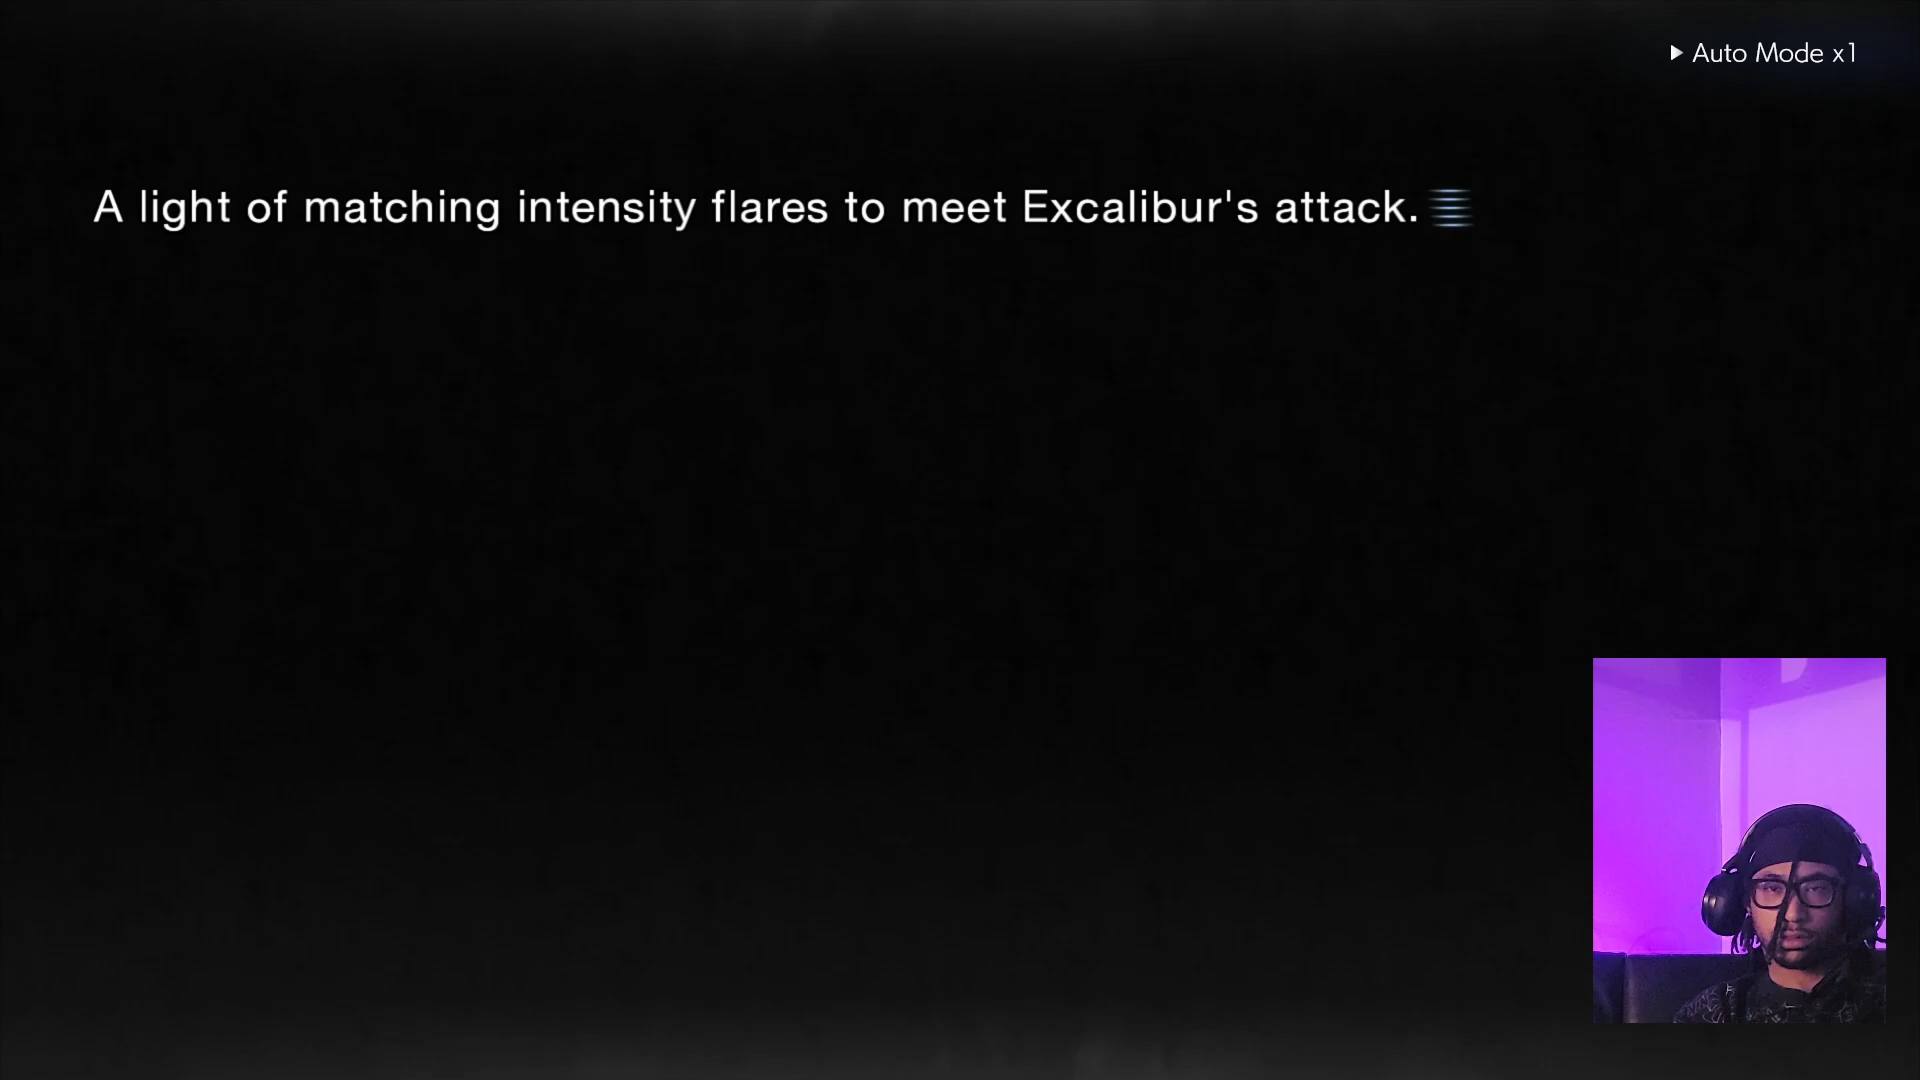 Auto Mode x1
A light of matching intensity flares to meet Excalibur's attack.